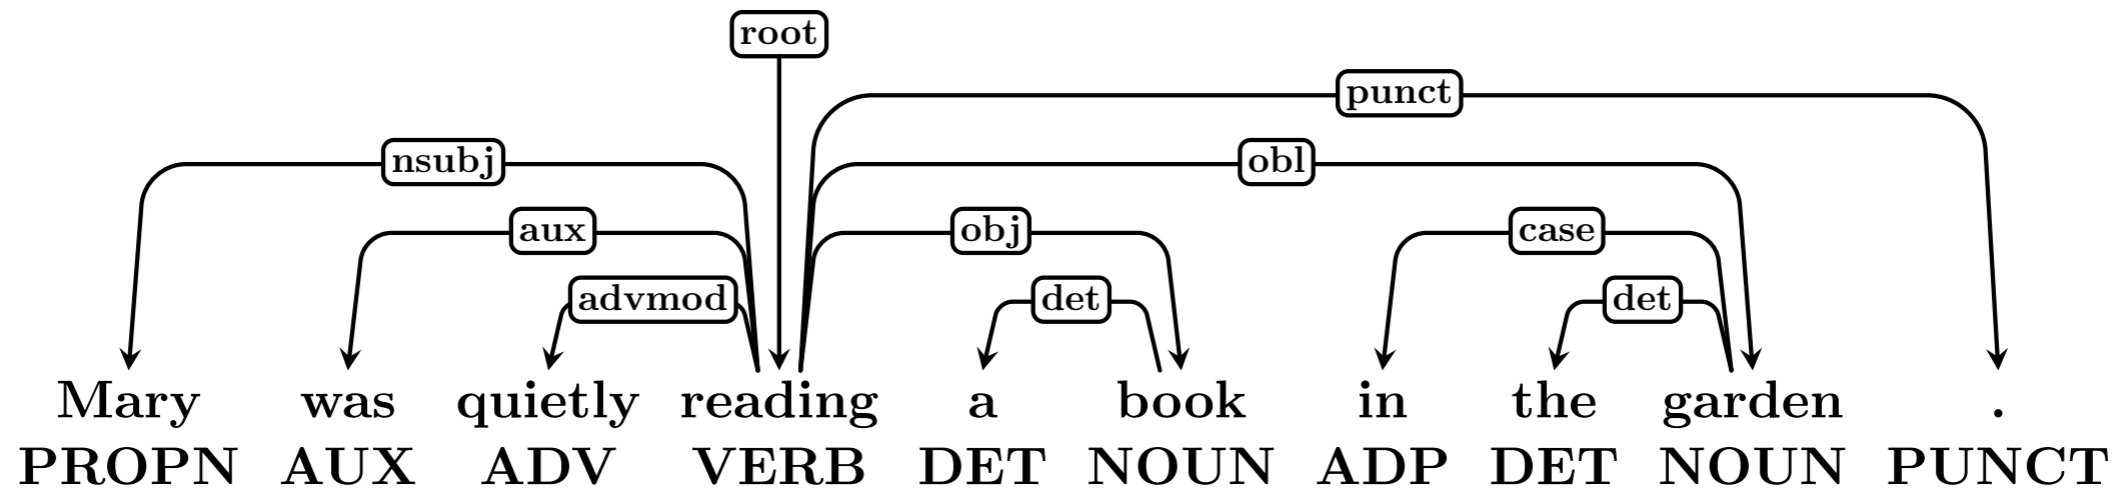 root
punct
nsubj obl
aux obj case
advmod det det
Mary was quietly reading a book in the garden .
PROPN AUX ADV VERB DET NOUN ADP DET NOUN PUNCT